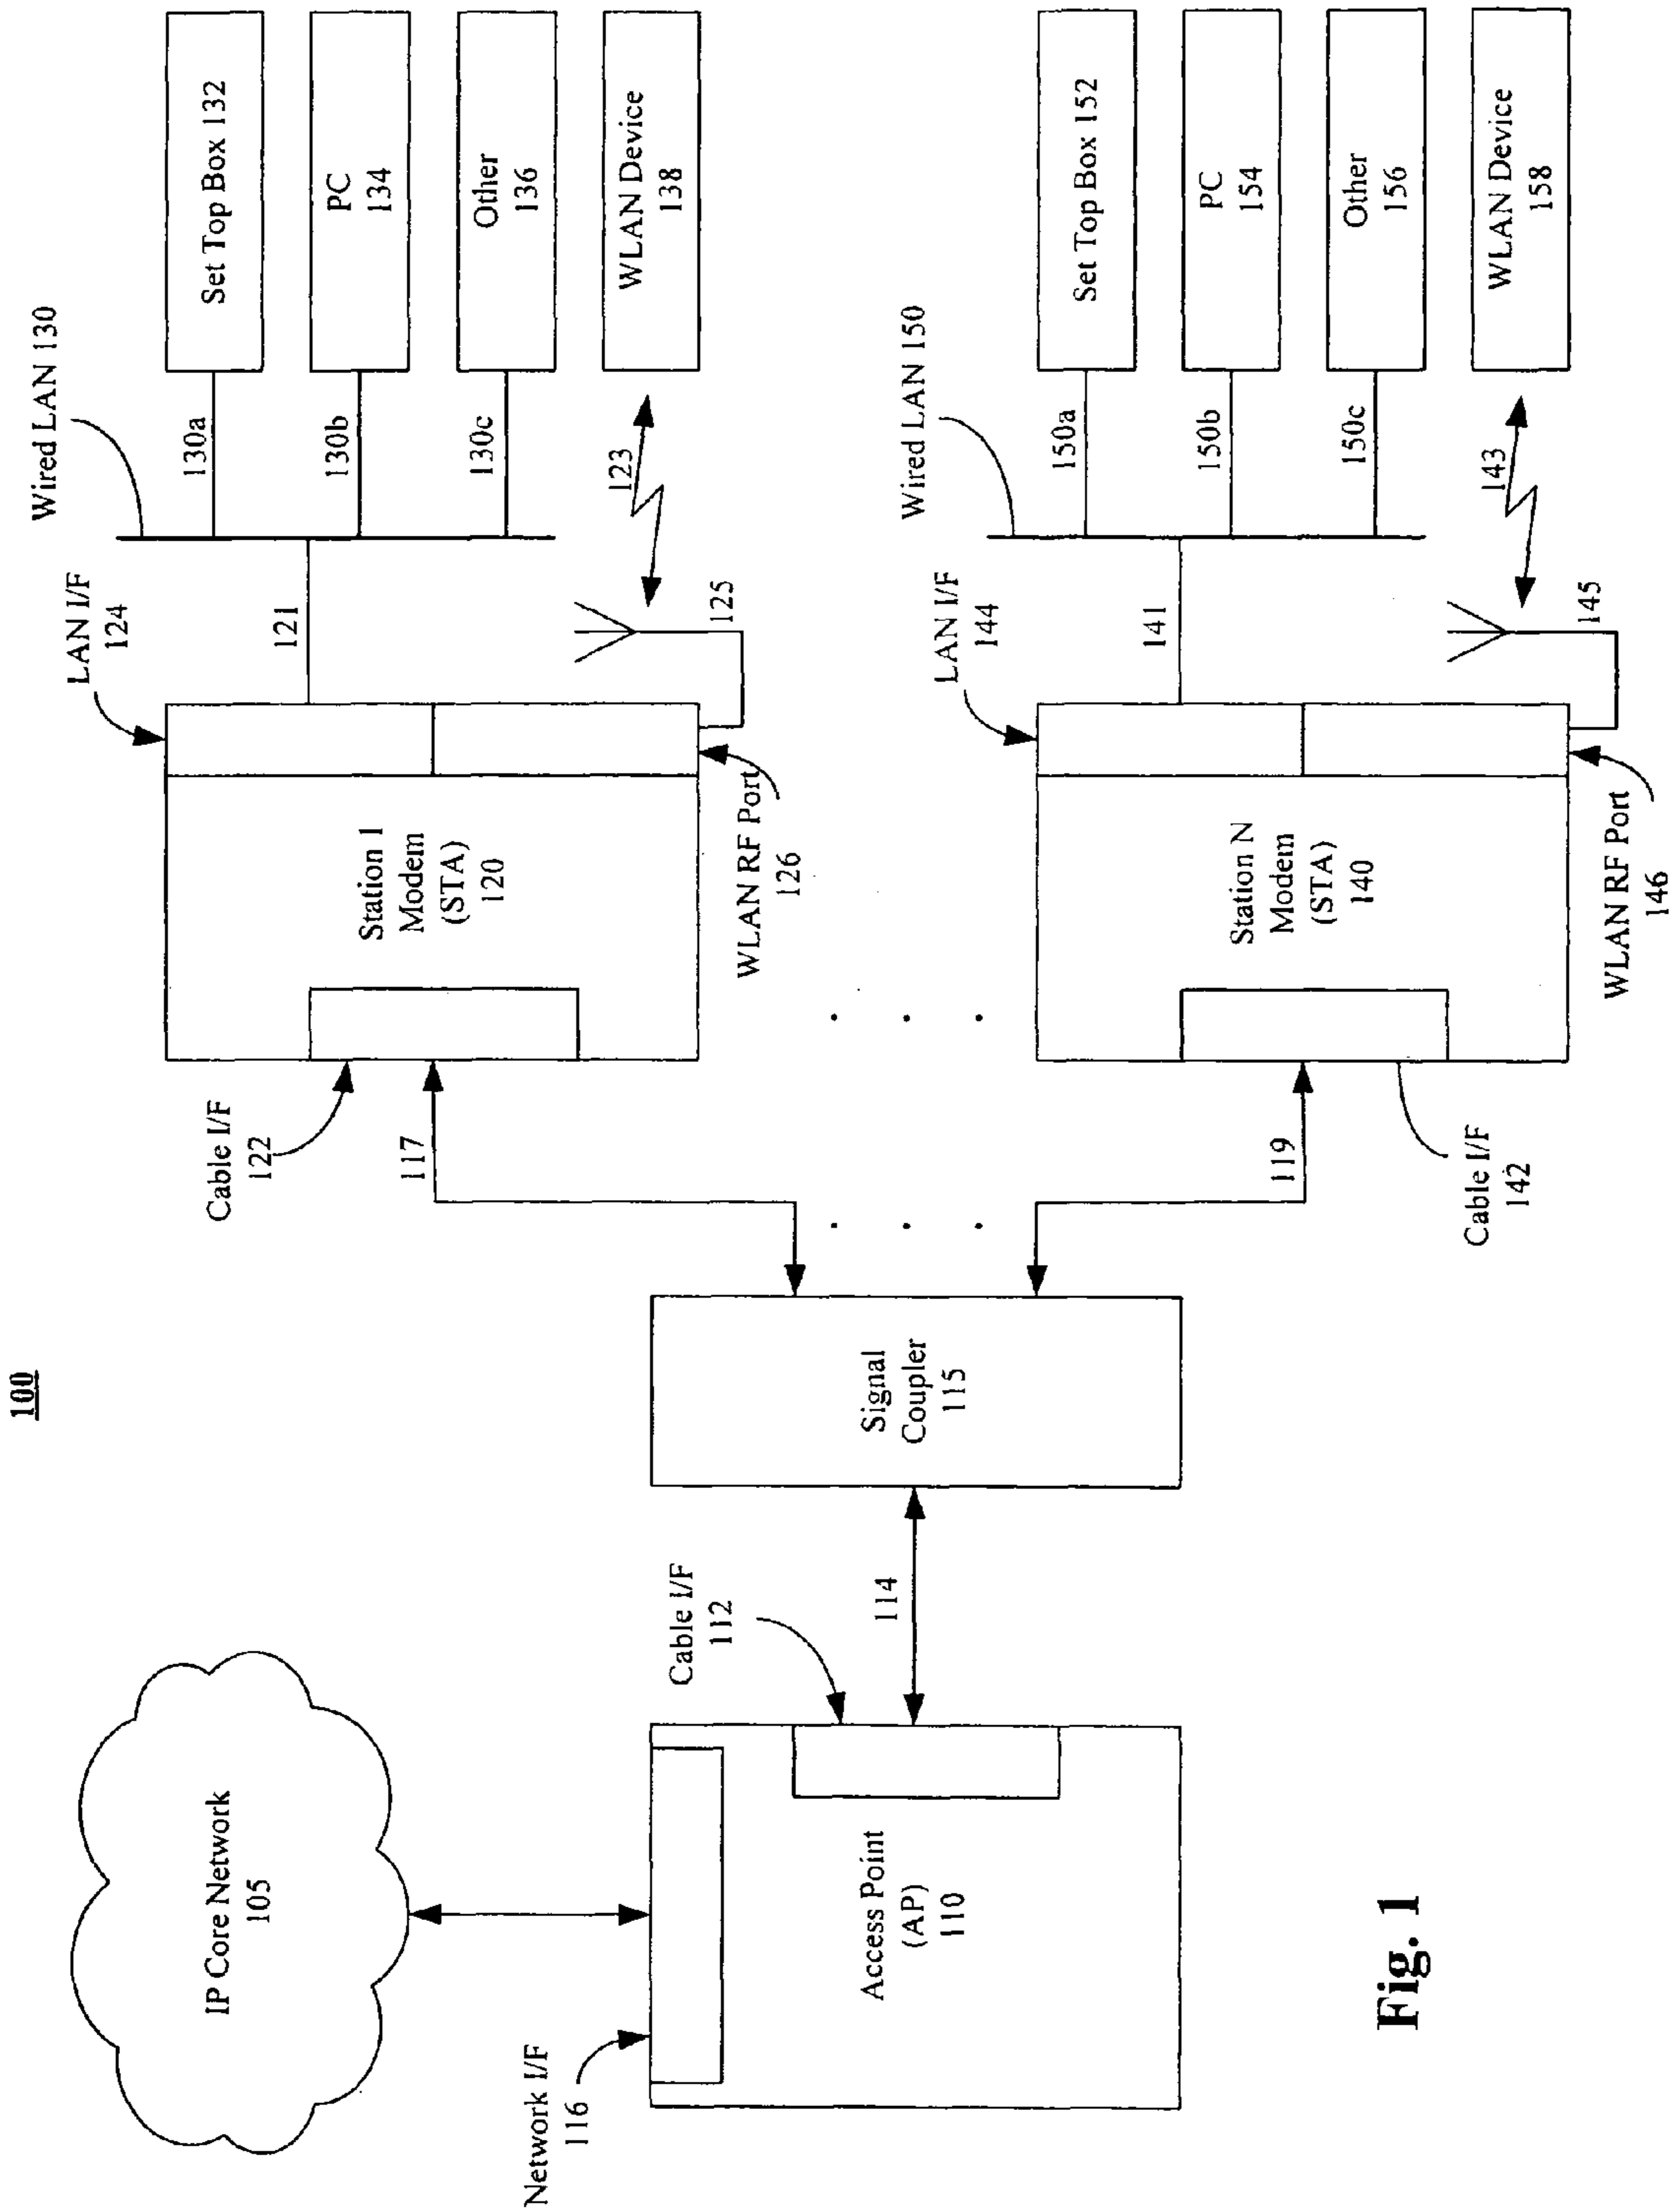 100
IP Core Network
105
Network I/F
116
Access Point
(AP)
110
Cable I/F
112
114
Signal
Coupler
115
117
119
Cable I/F
122
Station 1
Modem
(STA)
120
LAN I/F
124
WLAN RF Port
126
121
125
123
Wired LAN 130
130a
130b
130c
Set Top Box 132
PC
134
Other
136
WLAN Device
138
. . .
. . .
Cable I/F
142
Station N
Modem
(STA)
140
LAN I/F
144
WLAN RF Port
146
141
145
143
Wired LAN 150
150a
150b
150c
Set Top Box 152
PC
154
Other
156
WLAN Device
158
Fig. 1